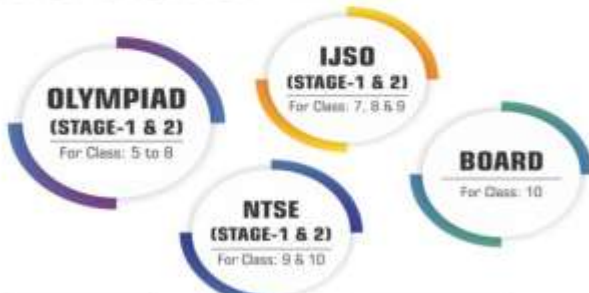 OLYMPIAD
(STAGE-1 & 2)
For Class: 5 to 8
IJSO
(STAGE-1 & 2)
For Class: 7, 8 & 9
NTSE
(STAGE-1 & 2)
For Class: 9 & 10
BOARD
For Class: 10